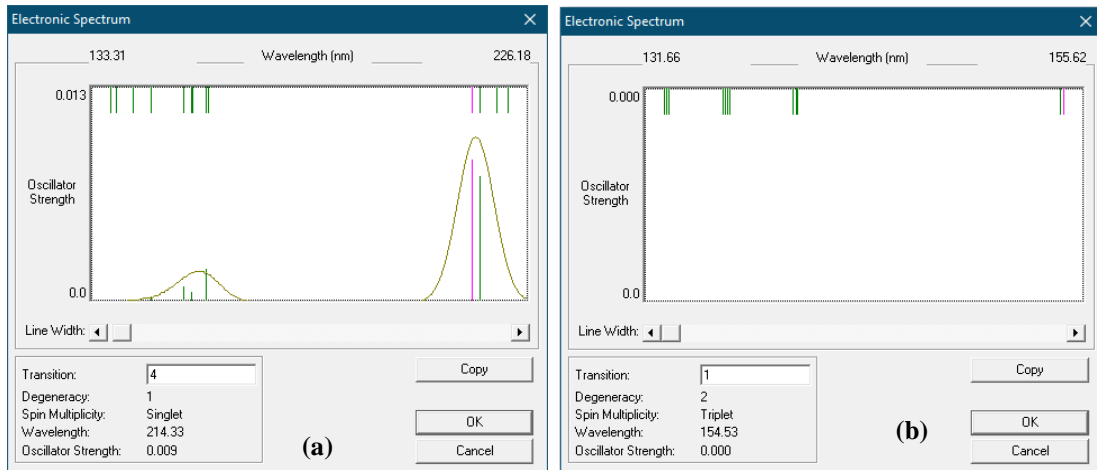 Electronic Spectrum
133.31 Wavelength (nm) 226.18
0.013
Oscillator
Strength
0.0
Line Width:
Transition: 4
Degeneracy: 1
Spin Multiplicity: Singlet
Wavelength: 214.33
Oscillator Strength: 0.009
Copy
OK
Cancel
(a)
Electronic Spectrum
131.66 Wavelength (nm) 155.62
0.000
Oscillator
Strength
0.0
Line Width:
Transition: 1
Degeneracy: 2
Spin Multiplicity: Triplet
Wavelength: 154.53
Oscillator Strength: 0.000
Copy
OK
Cancel
(b)